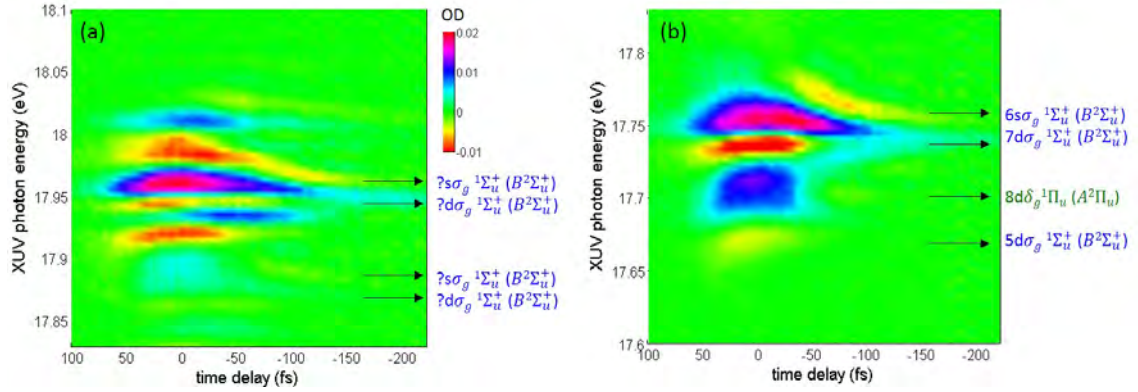 (a)
OD
0.02
0.01
0
-0.01
XUV photon energy (eV)
18.1
18.05
18
17.95
17.9
17.85
100 50 0 -50 -100 -150 -200
time delay (fs)
?sσg ¹Σu⁺ (B²Σu⁺)
?dσg ¹Σu⁺ (B²Σu⁺)
?sσg ¹Σu⁺ (B²Σu⁺)
?dσg ¹Σu⁺ (B²Σu⁺)
(b)
XUV photon energy (eV)
17.8
17.75
17.7
17.65
17.6
100 50 0 -50 -100 -150 -200
time delay (fs)
6sσg ¹Σu⁺ (B²Σu⁺)
7dσg ¹Σu⁺ (B²Σu⁺)
8dδg ¹Πu (A²Πu)
5dσg ¹Σu⁺ (B²Σu⁺)